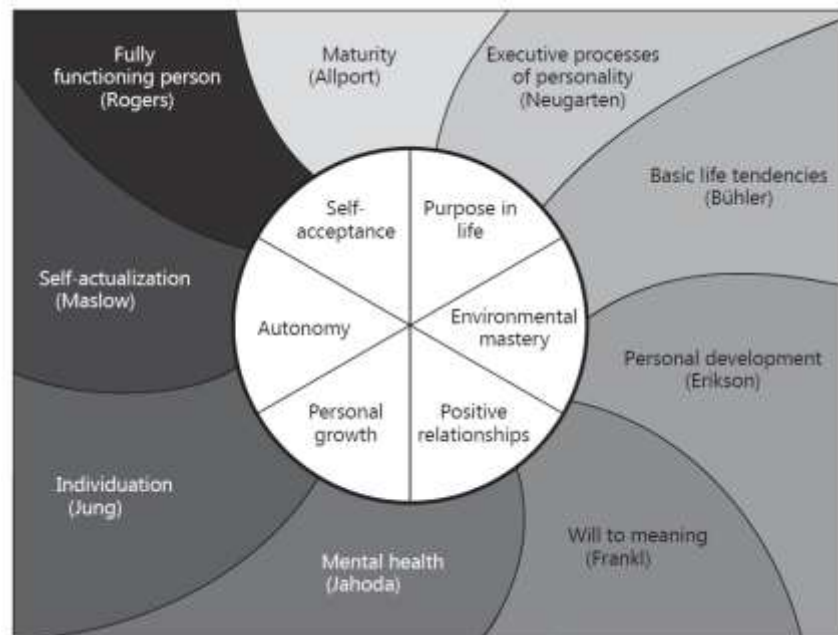 Fully
functioning person
(Rogers)
Maturity
(Allport)
Executive processes
of personality
(Neugarten)
Basic life tendencies
(Bühler)
Self-
acceptance
Purpose in
life
Self-actualization
(Maslow)
Autonomy
Environmental
mastery
Personal development
(Erikson)
Personal
growth
Positive
relationships
Individuation
(Jung)
Mental health
(Jahoda)
Will to meaning
(Frankl)